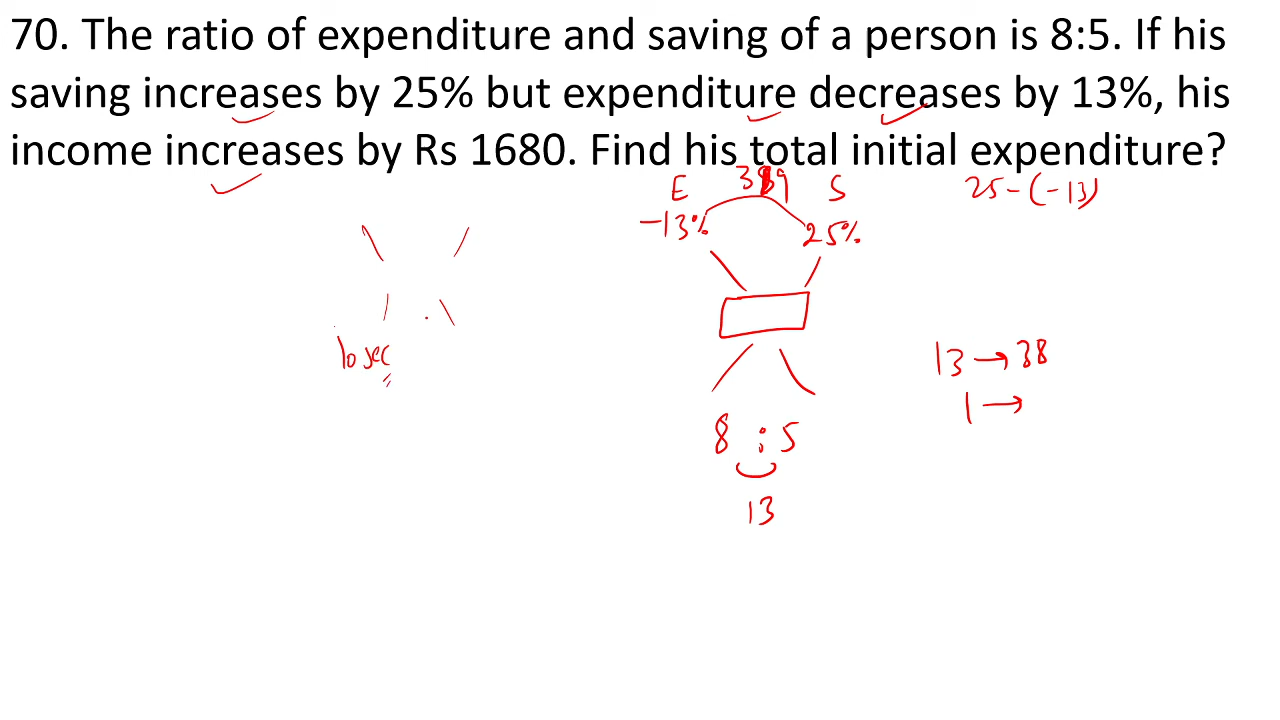 70. The ratio of expenditure and saving of a person is 8:5. If his
saving increases by 25% but expenditure decreases by 13%, his
income increases by Rs 1680. Find his total initial expenditure?
E S 25-(-13)
-13% 25%
10 sec
13 → 38
1 →
8 : 5
13